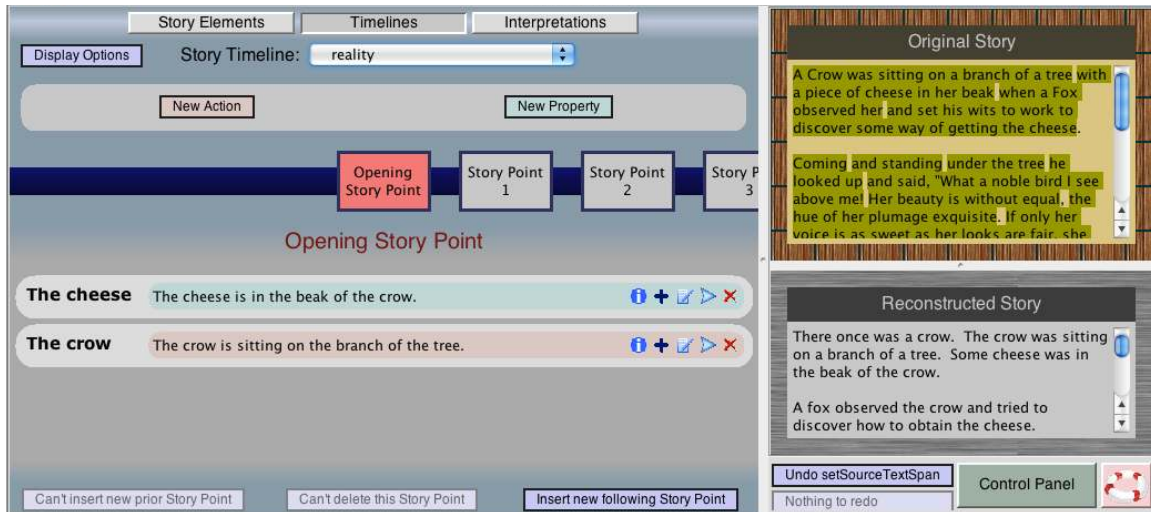 Story Elements
Timelines
Interpretations
Display Options
Story Timeline:
reality
New Action
New Property
Opening
Story Point
Story Point
1
Story Point
2
Story P
3
Opening Story Point
The cheese
The cheese is in the beak of the crow.
The crow
The crow is sitting on the branch of the tree.
Can't insert new prior Story Point
Can't delete this Story Point
Insert new following Story Point
Original Story
A Crow was sitting on a branch of a tree with
a piece of cheese in her beak when a Fox
observed her and set his wits to work to
discover some way of getting the cheese.
Coming and standing under the tree he
looked up and said, "What a noble bird I see
above me! Her beauty is without equal, the
hue of her plumage exquisite. If only her
voice is as sweet as her looks are fair, she
Reconstructed Story
There once was a crow. The crow was sitting
on a branch of a tree. Some cheese was in
the beak of the crow.
A fox observed the crow and tried to
discover how to obtain the cheese.
Undo setSourceTextSpan
Nothing to redo
Control Panel